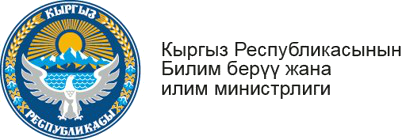 КЫРГЫЗ
РЕСПУБЛИКАСЫ
Кыргыз Республикасынын
Билим берүү жана
илим министрлиги